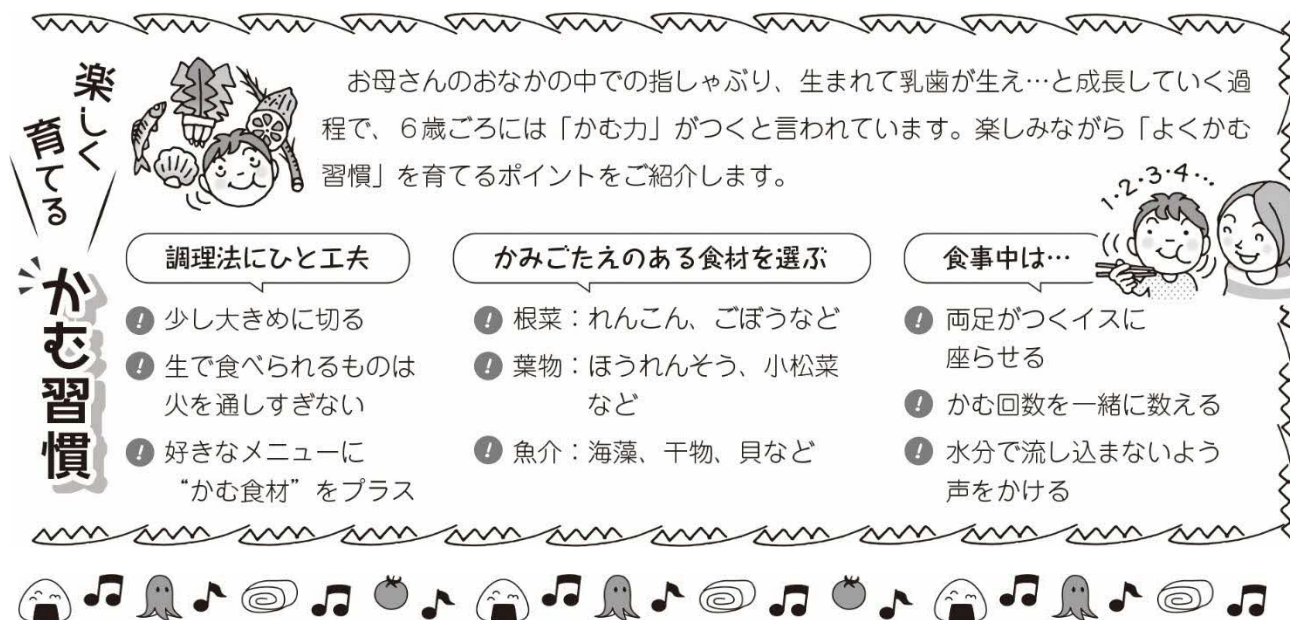 楽しく
育てる
かむ習慣
お母さんのおなかの中での指しゃぶり、生まれて乳歯が生え…と成長していく過
程で、６歳ごろには「かむ力」がつくと言われています。楽しみながら「よくかむ
習慣」を育てるポイントをご紹介します。
1・2・3・4…
調理法にひと工夫
! 少し大きめに切る
! 生で食べられるものは
火を通しすぎない
! 好きなメニューに
“かむ食材”をプラス
かみごたえのある食材を選ぶ
! 根菜：れんこん、ごぼうなど
! 葉物：ほうれんそう、小松菜
など
! 魚介：海藻、干物、貝など
食事中は…
! 両足がつくイスに
座らせる
! かむ回数を一緒に数える
! 水分で流し込まないよう
声をかける